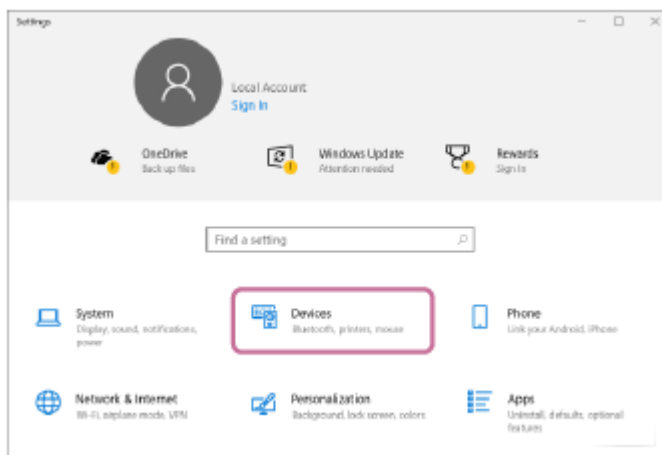 Settings
Local Account
Sign In
OneDrive
Back up files
Windows Update
Attention needed
Rewards
Sign In
Find a setting
System
Display, sound, notifications,
power
Devices
Bluetooth, printers, mouse
Phone
Link your Android, iPhone
Network & Internet
Wi-Fi, airplane mode, VPN
Personalization
Background, lock screen, colors
Apps
Uninstall, defaults, optional
features